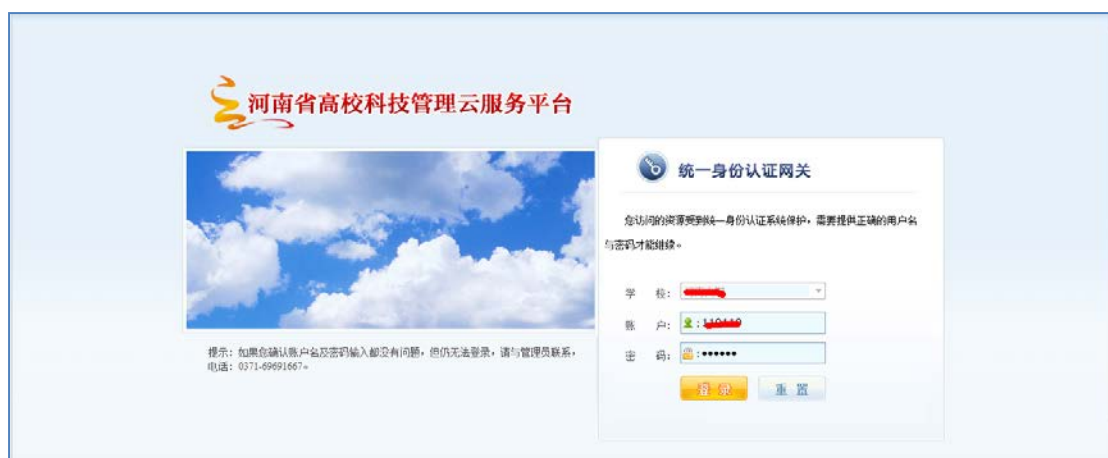 河南省高校科技管理云服务平台
统一身份认证网关
您访问的资源受到统一身份认证系统保护,需要提供正确的用户名
与密码才能继续。
学 校:
账 户:
密 码: ••••••
登 录 重 置
提示:如果您确认账户名及密码输入都没有问题,但仍无法登录,请与管理员联系,
电话:0371-69691667。